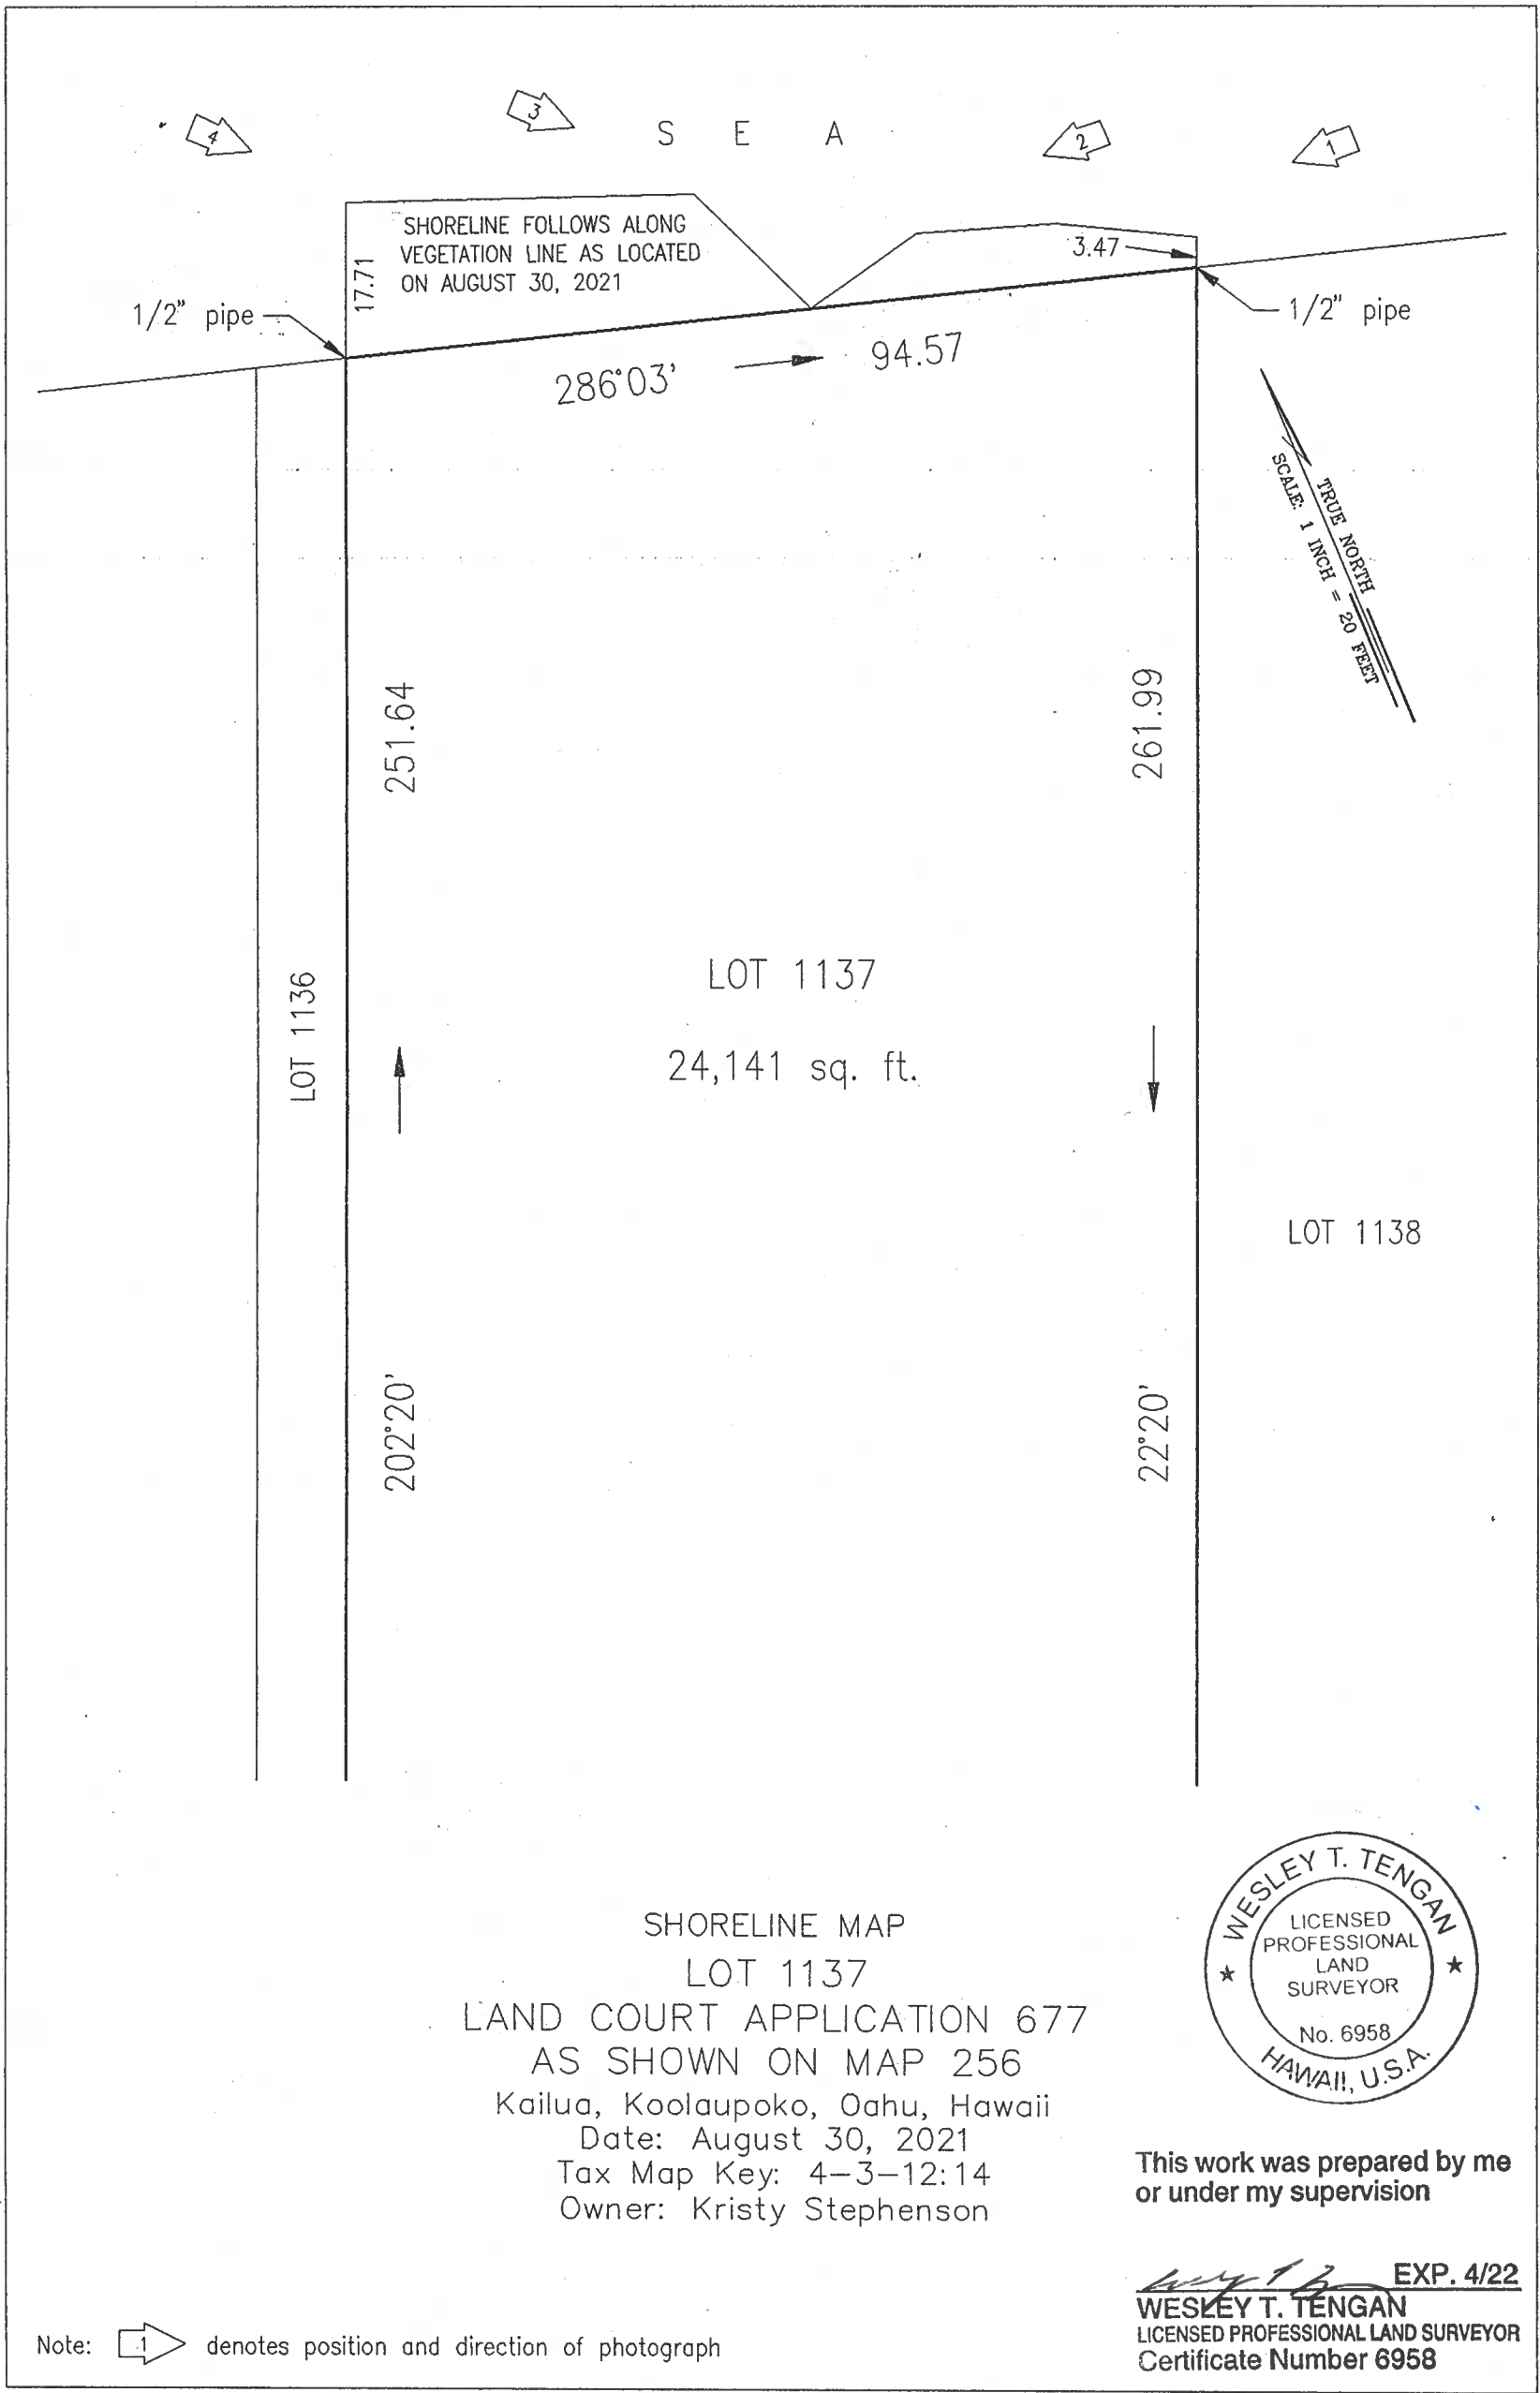 4
3
S E A
2
1
SHORELINE FOLLOWS ALONG
VEGETATION LINE AS LOCATED
ON AUGUST 30, 2021
17.71
3.47
1/2" pipe
1/2" pipe
286°03'
94.57
TRUE NORTH
SCALE: 1 INCH = 20 FEET
251.64
261.99
LOT 1136
LOT 1137
24,141 sq. ft.
LOT 1138
202°20'
22°20'
SHORELINE MAP
LOT 1137
LAND COURT APPLICATION 677
AS SHOWN ON MAP 256
Kailua, Koolaupoko, Oahu, Hawaii
Date: August 30, 2021
Tax Map Key: 4-3-12:14
Owner: Kristy Stephenson
WESLEY T. TENGAN
LICENSED
PROFESSIONAL
LAND
SURVEYOR
No. 6958
HAWAII, U.S.A.
This work was prepared by me
or under my supervision
EXP. 4/22
WESLEY T. TENGAN
LICENSED PROFESSIONAL LAND SURVEYOR
Certificate Number 6958
Note: 1 denotes position and direction of photograph